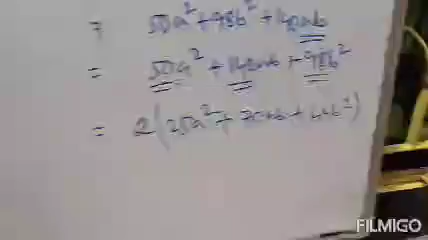 7 50a² + 98b² + 140ab
= 50a² + 140ab + 98b²
= 2(25a² + 70ab + 49b²)
FILMIGO